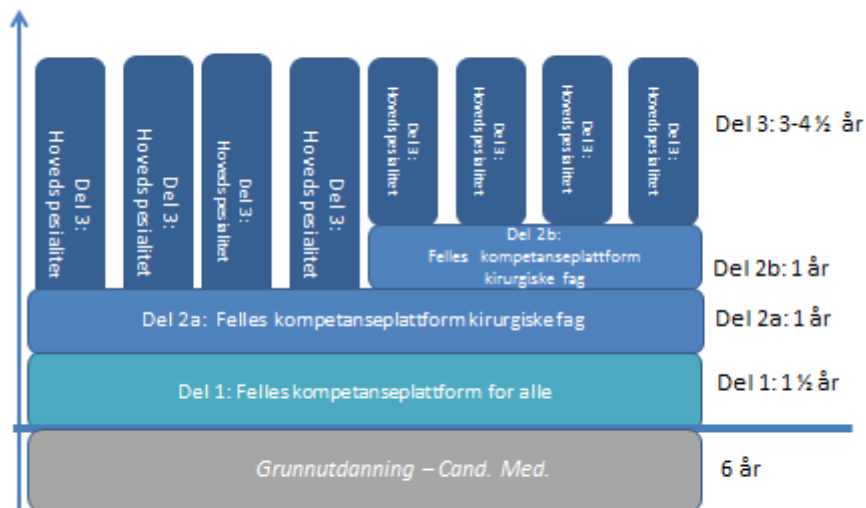 Del 3:
Hovedspesialitet
Del 3:
Hovedspesialitet
Del 3:
Hovedspesialitet
Del 3:
Hovedspesialitet
Del 3:
Hovedspesialitet
Del 3:
Hovedspesialitet
Del 3:
Hovedspesialitet
Del 3:
Hovedspesialitet
Del 3: 3-4 ½ år
Del 2b:
Felles kompetanseplattform
kirurgiske fag
Del 2b: 1 år
Del 2a: Felles kompetanseplattform kirurgiske fag
Del 2a: 1 år
Del 1: Felles kompetanseplattform for alle
Del 1: 1 ½ år
Grunnutdanning – Cand. Med.
6 år